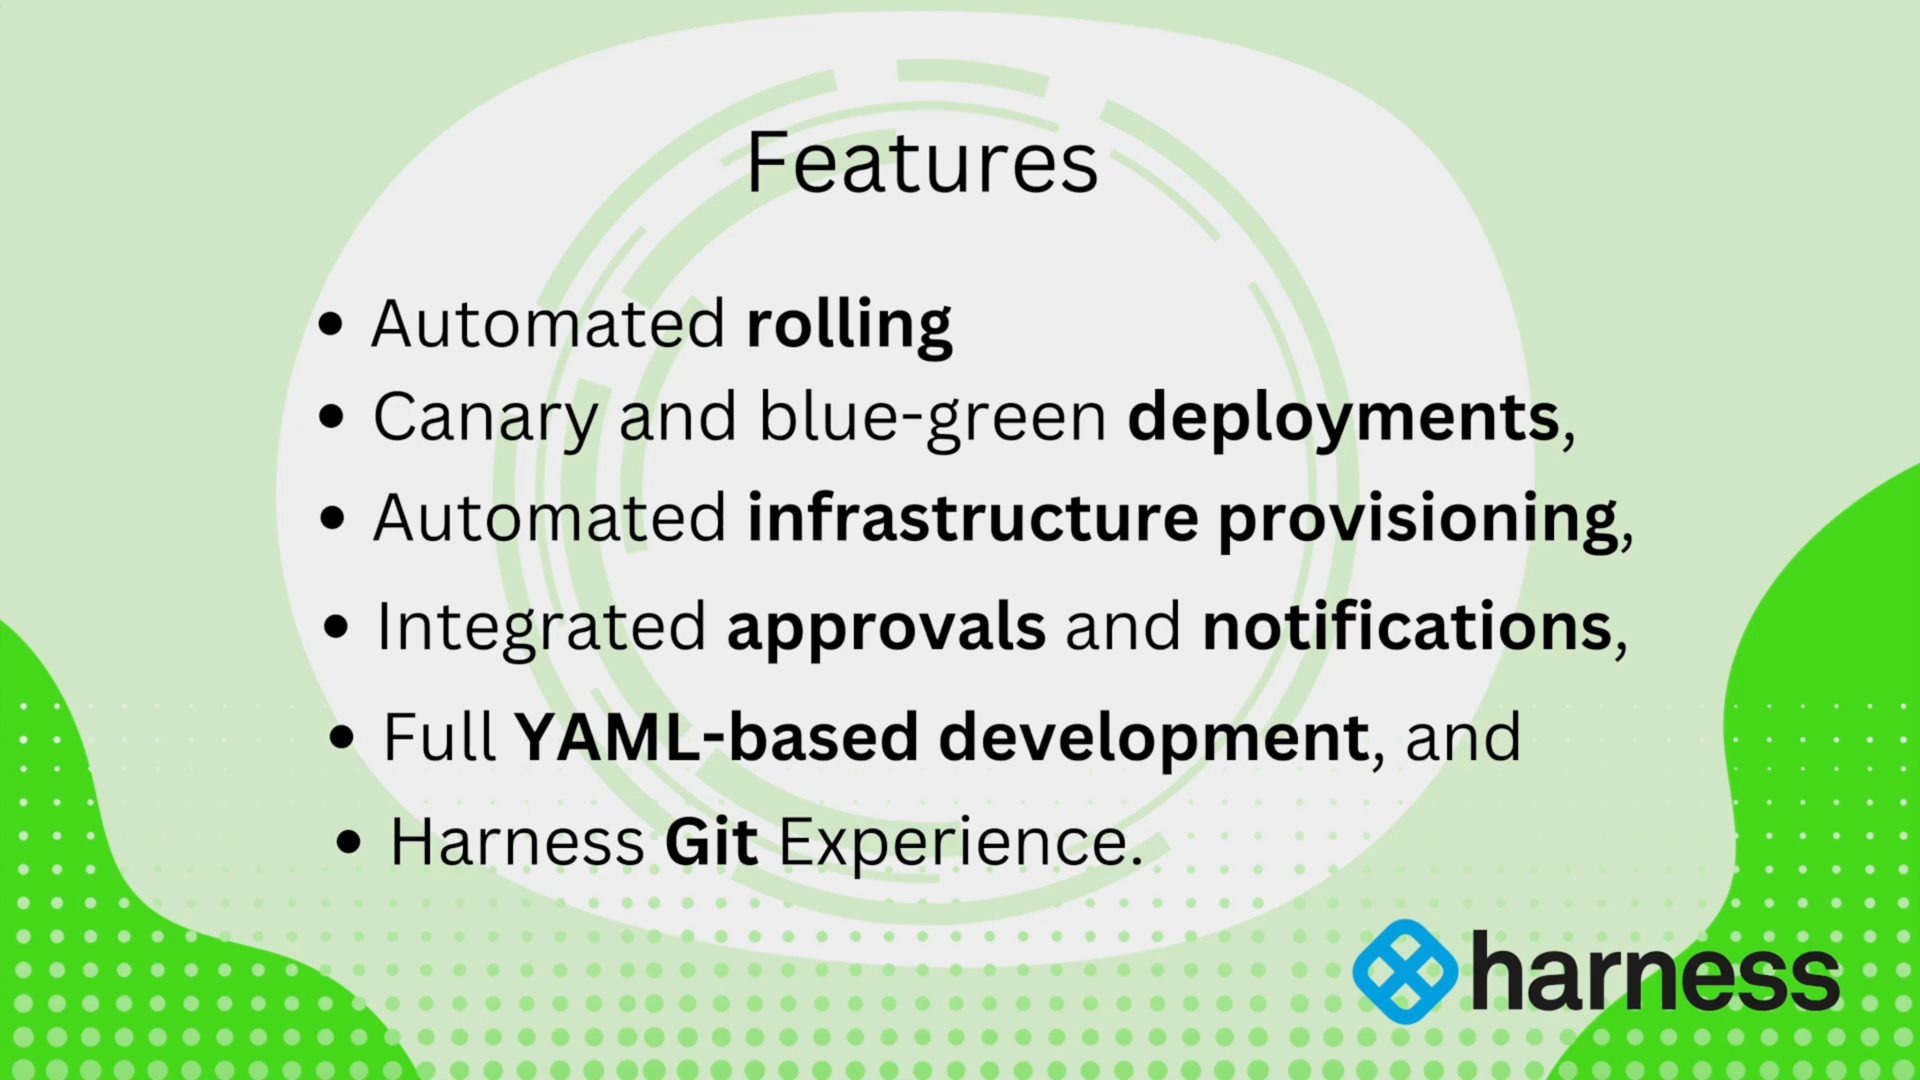 Features
• Automated rolling
• Canary and blue-green deployments,
• Automated infrastructure provisioning,
• Integrated approvals and notifications,
• Full YAML-based development, and
• Harness Git Experience.
harness